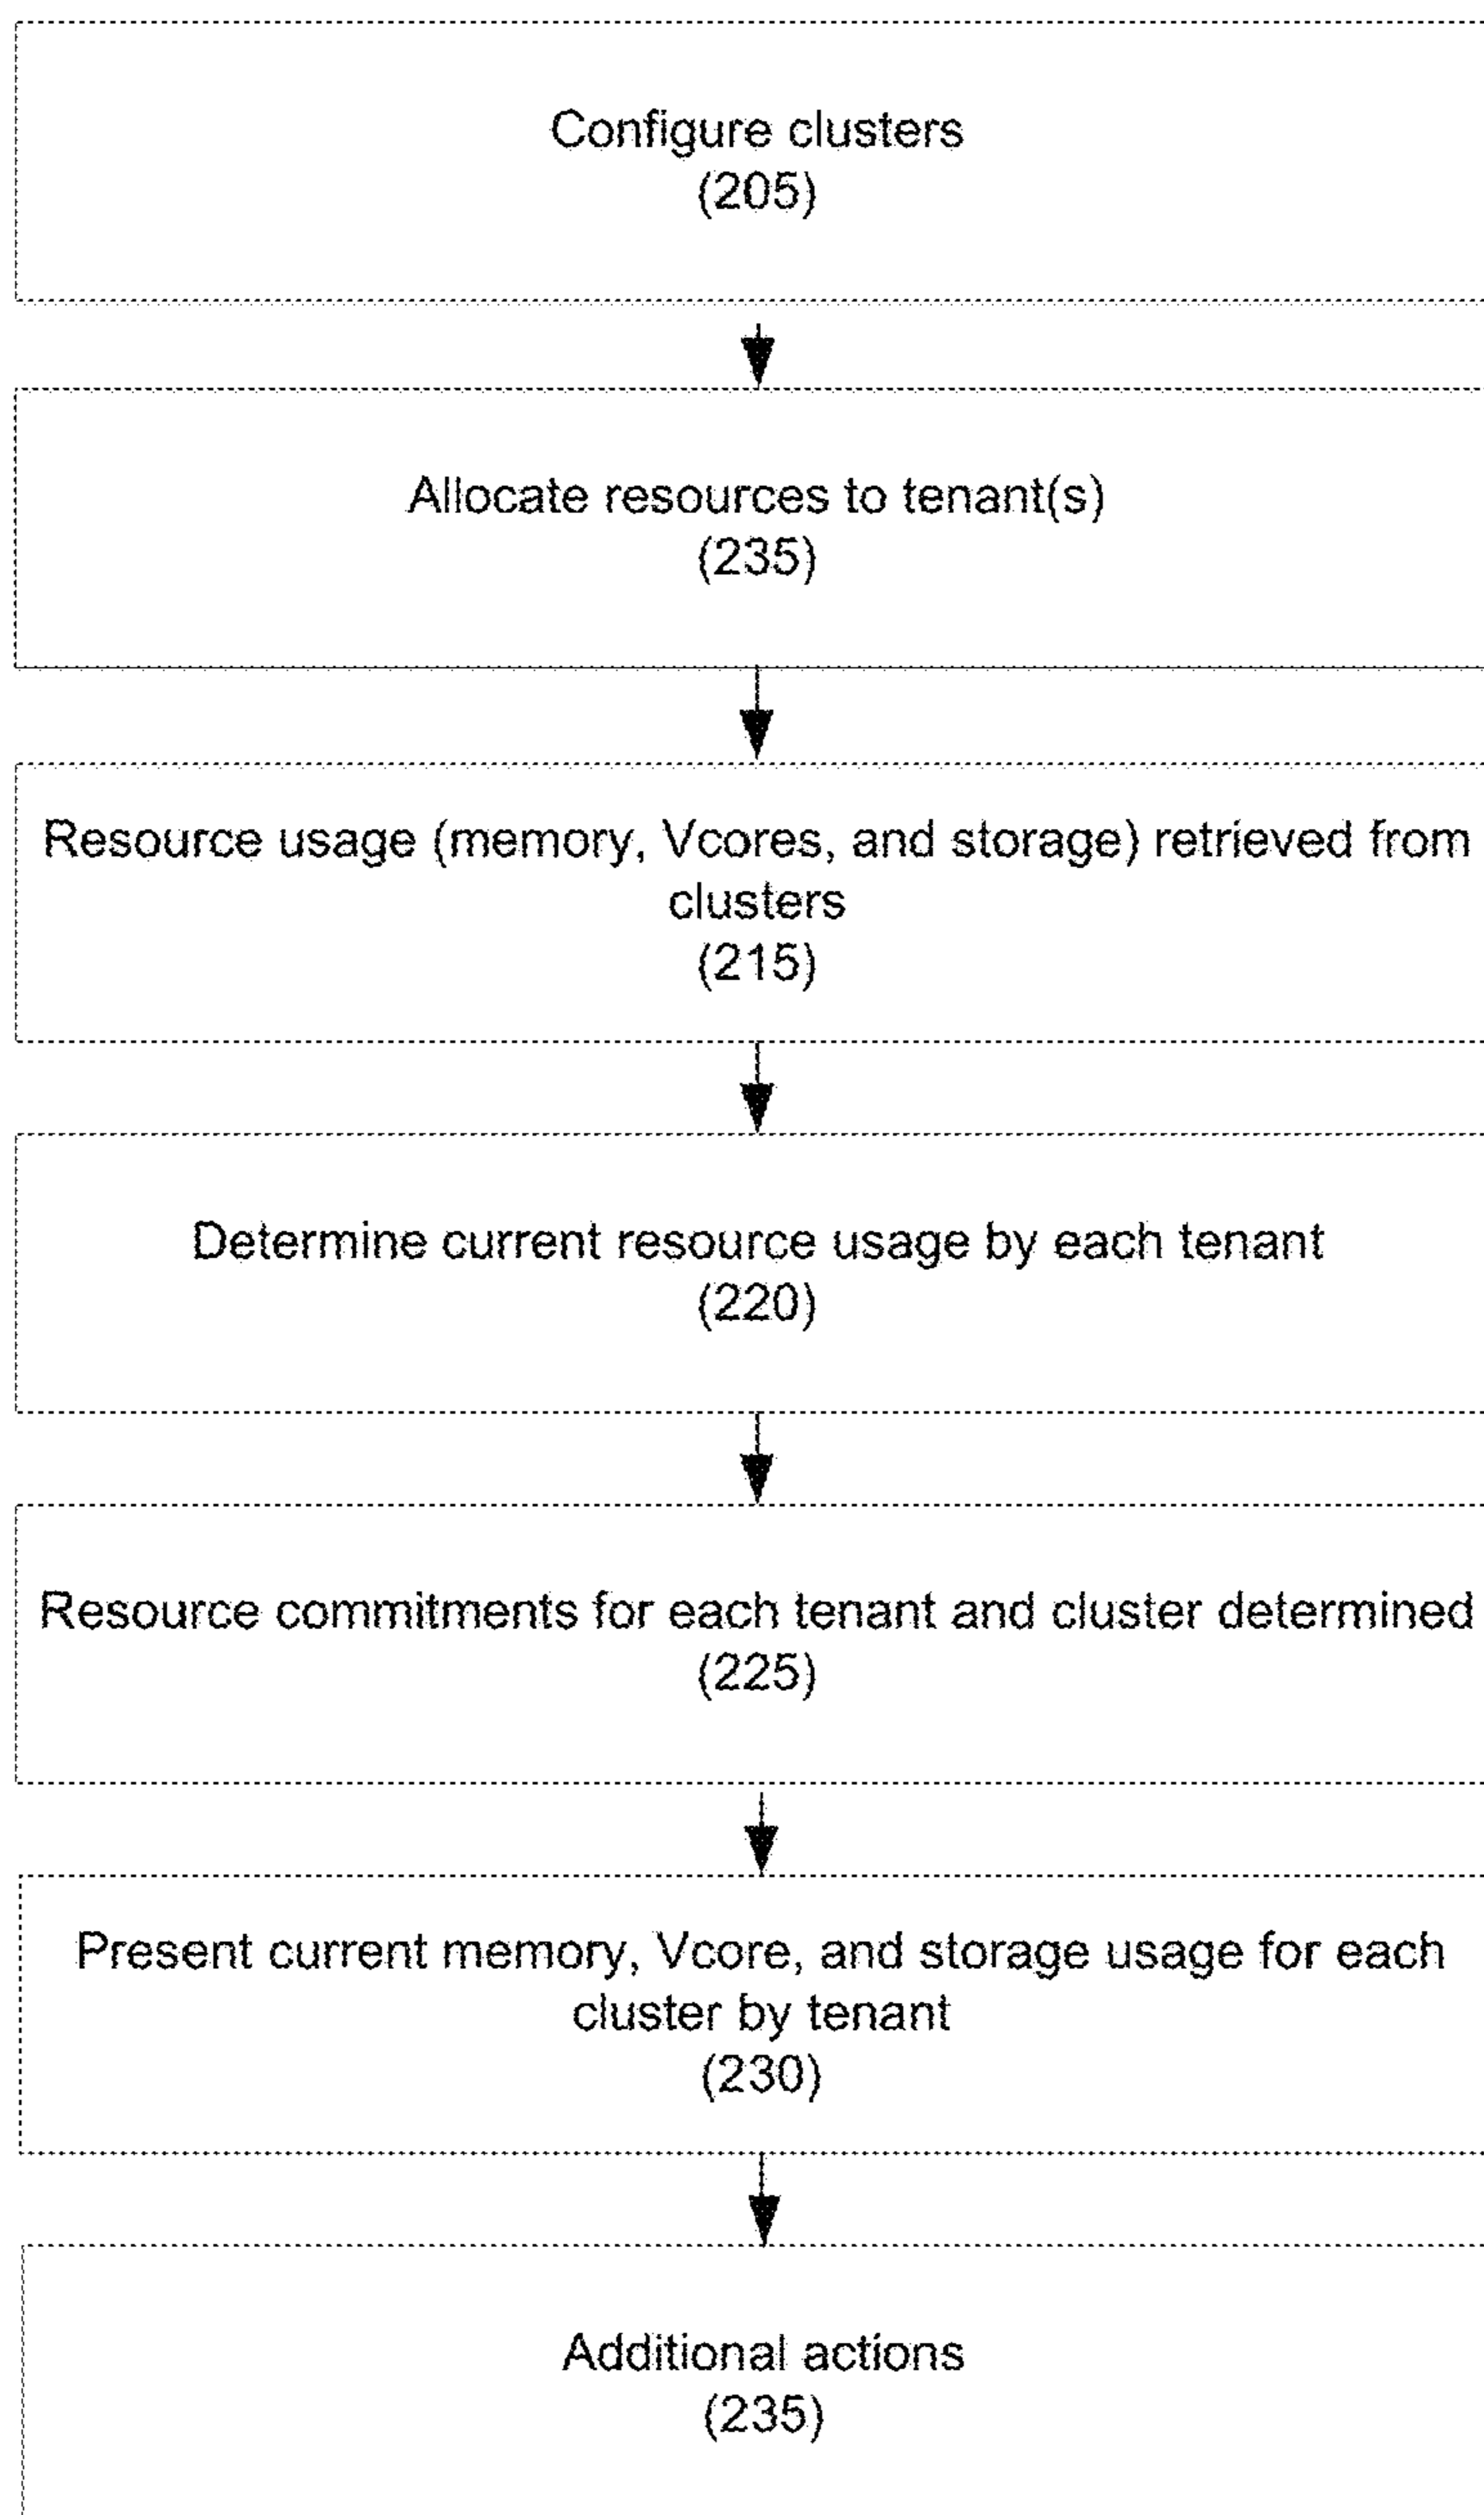 Configure clusters
(205)
Allocate resources to tenant(s)
(235)
Resource usage (memory, Vcores, and storage) retrieved from
clusters
(215)
Determine current resource usage by each tenant
(220)
Resource commitments for each tenant and cluster determined
(225)
Present current memory, Vcore, and storage usage for each
cluster by tenant
(230)
Additional actions
(235)